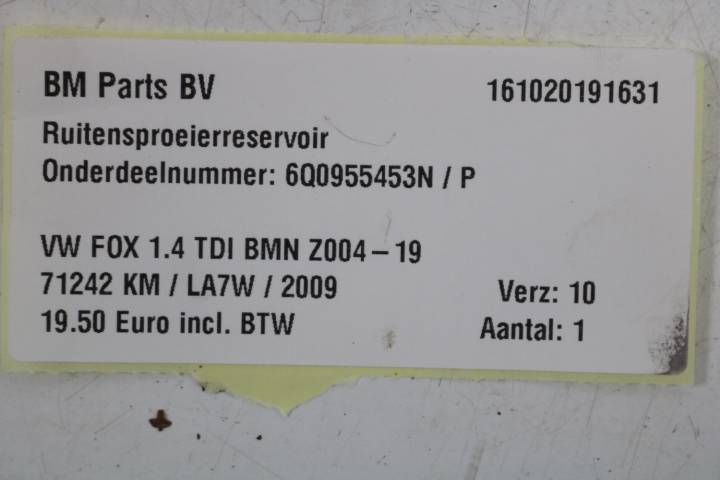 BM Parts BV 161020191631
Ruitensproeierreservoir
Onderdeelnummer: 6Q0955453N / P
VW FOX 1.4 TDI BMN Z004-19
71242 KM / LA7W / 2009 Verz: 10
19.50 Euro incl. BTW Aantal: 1